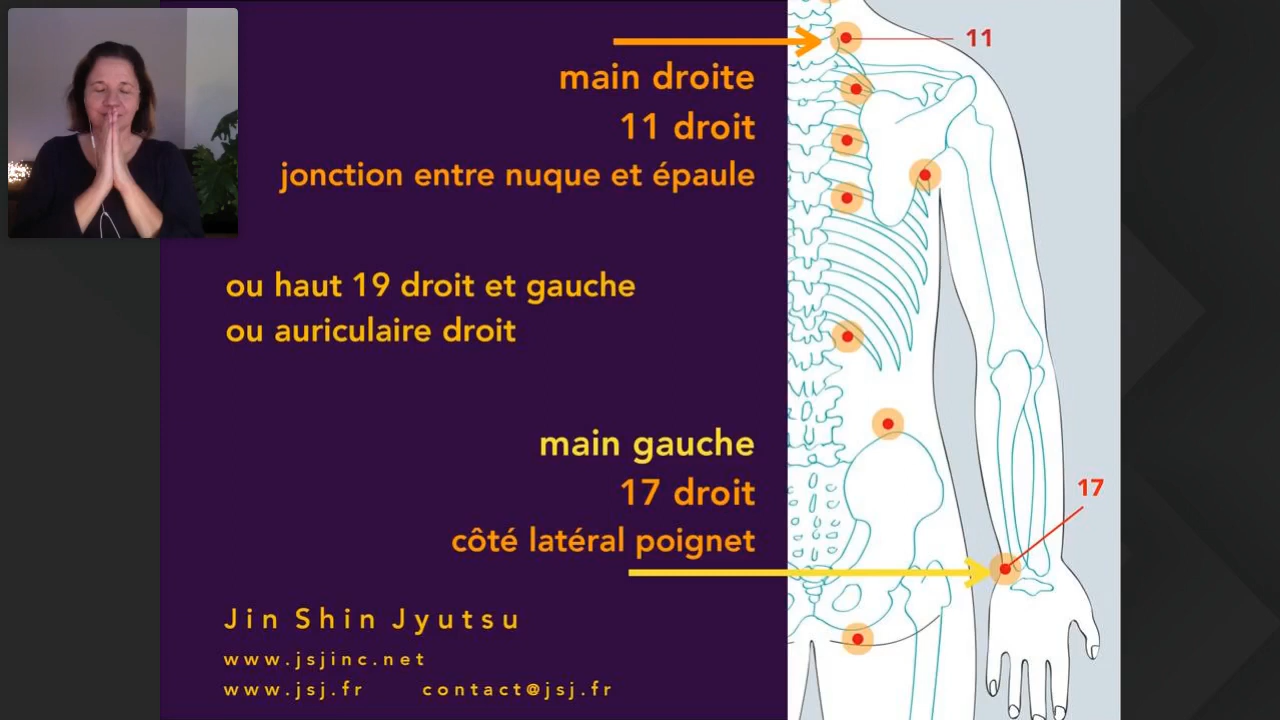 11
main droite
11 droit
jonction entre nuque et épaule
ou haut 19 droit et gauche
ou auriculaire droit
main gauche
17 droit
17
côté latéral poignet
Jin Shin Jyutsu
www.jsjinc.net
www.jsj.fr contact@jsj.fr